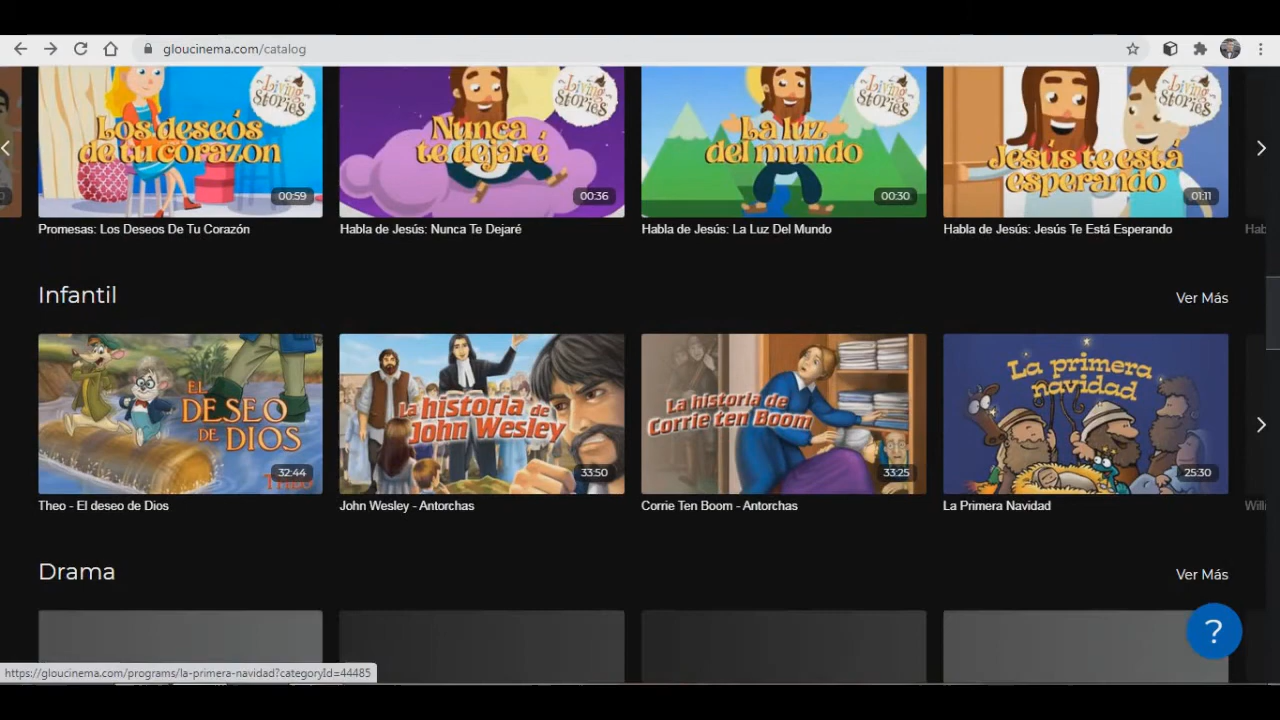 gloucinema.com/catalog
Living
Stories
Los deseos
de tu corazón
00:59
Living
Stories
Nunca
te dejaré
00:36
Living
Stories
La luz
del mundo
00:30
Living
Stories
Jesús te está
esperando
01:11
Promesas: Los Deseos De Tu Corazón
Habla de Jesús: Nunca Te Dejaré
Habla de Jesús: La Luz Del Mundo
Habla de Jesús: Jesús Te Está Esperando
Hab
Infantil
Ver Más
EL
DESEO
DE DIOS
32:44
La historia de
John Wesley
33:50
La historia de
Corrie ten Boom
33:25
La primera
navidad
25:30
Theo - El deseo de Dios
John Wesley - Antorchas
Corrie Ten Boom - Antorchas
La Primera Navidad
Willi
Drama
Ver Más
?
https://gloucinema.com/programs/la-primera-navidad?categoryId=44485